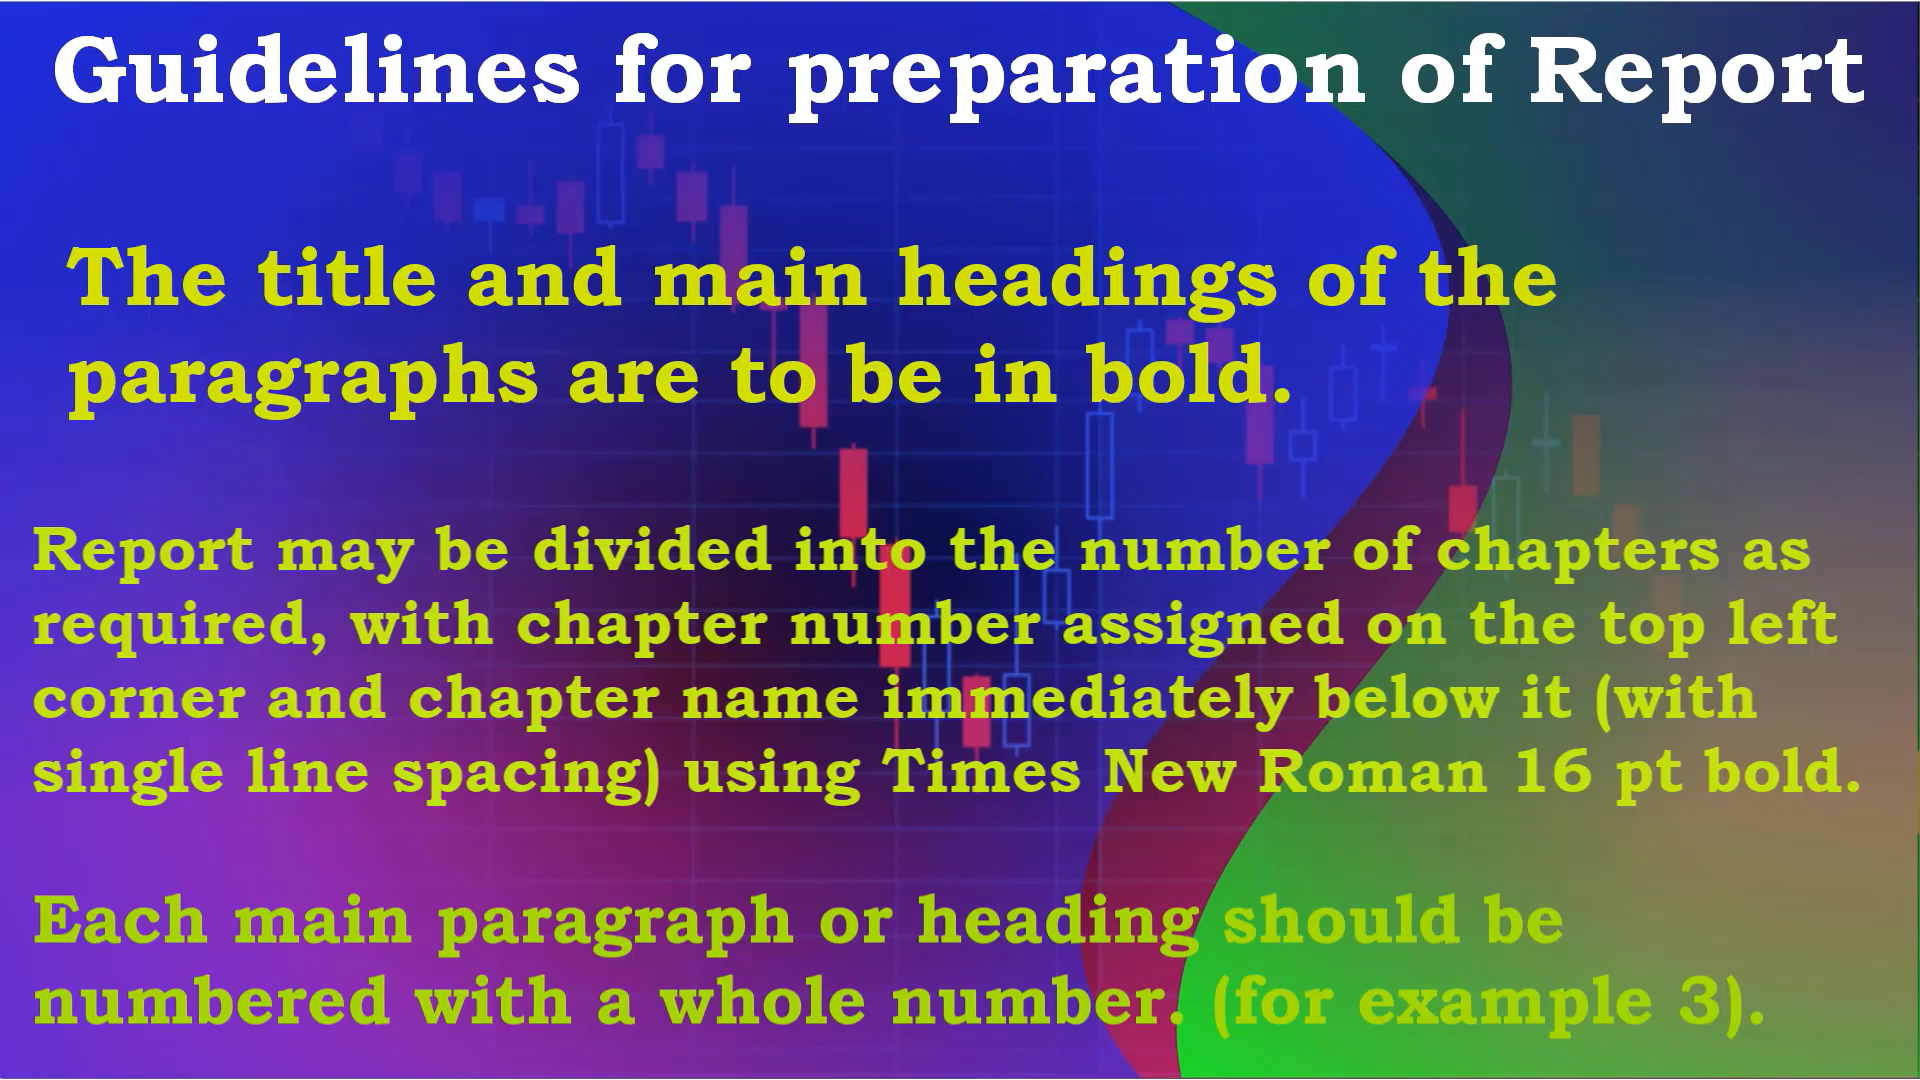 Guidelines for preparation of Report
The title and main headings of the
paragraphs are to be in bold.
Report may be divided into the number of chapters as
required, with chapter number assigned on the top left
corner and chapter name immediately below it (with
single line spacing) using Times New Roman 16 pt bold.
Each main paragraph or heading should be
numbered with a whole number. (for example 3).